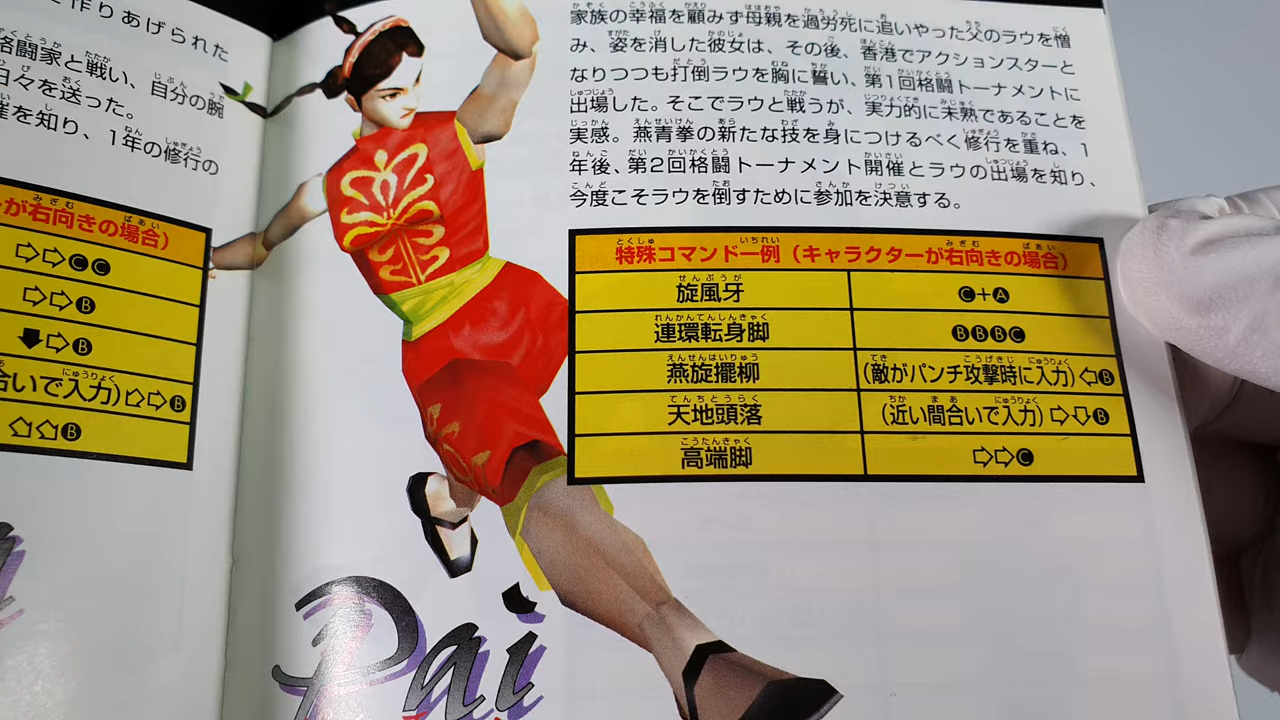 作りあげられた
格闘家と戦い、自分の腕
日々を送った。
催を知り、1年の修行の
が右向きの場合）
⇨⇨ⒸⒸ
⇨⇨Ⓑ
⬇⇨Ⓑ
合いで入力）⬂⇨Ⓑ
Ⓑ
家族の幸福を顧みず母親を過労死に追いやった父のラウを憎
み、姿を消した彼女は、その後、香港でアクションスターと
なりつつも打倒ラウを胸に誓い、第1回格闘トーナメントに
出場した。そこでラウと戦うが、実力的に未熟であることを
実感。燕青拳の新たな技を身につけるべく修行を重ね、1
年後、第2回格闘トーナメント開催とラウの出場を知り、
今度こそラウを倒すために参加を決意する。
特殊コマンド一例（キャラクターが右向きの場合）
旋風牙 Ⓒ+Ⓐ
連環転身脚 ⒷⒷⒷⒸ
燕旋擺柳 （敵がパンチ攻撃時に入力）⇦Ⓑ
天地頭落 （近い間合いで入力）⇨⇩Ⓑ
高端脚 ⇨⇨Ⓒ
Pai